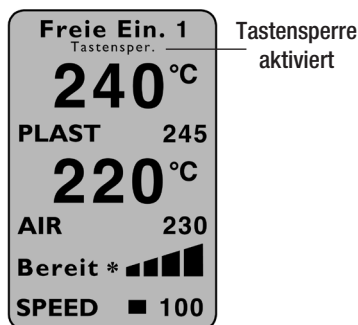 Freie Ein. 1
Tastensper.
240 °C
PLAST 245
220 °C
AIR 230
Bereit *
SPEED 100
Tastensperre
aktiviert